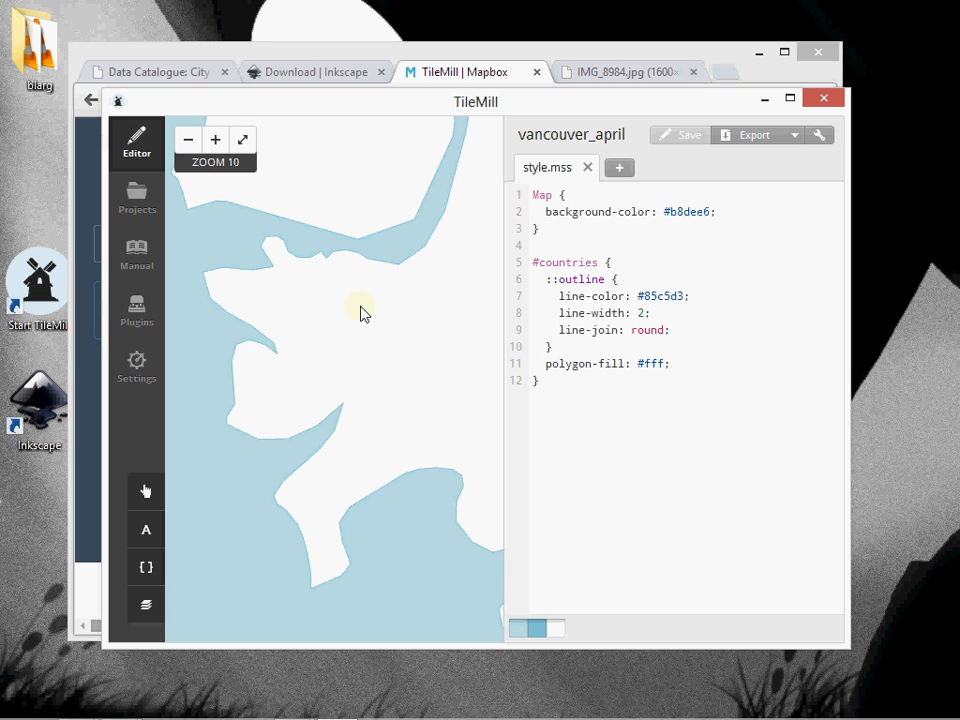 Blarg
Data Catalogue: City
Download | Inkscape
TileMill | Mapbox
IMG_8984.jpg (1600×
TileMill
Editor
Projects
Manual
Plugins
Settings
A
{ }
ZOOM 10
vancouver_april
Save
Export
style.mss
1 Map {
2 background-color: #b8dee6;
3 }
4
5 #countries {
6 ::outline {
7 line-color: #85c5d3;
8 line-width: 2;
9 line-join: round;
10 }
11 polygon-fill: #fff;
12 }
Start TileMil
Inkscape